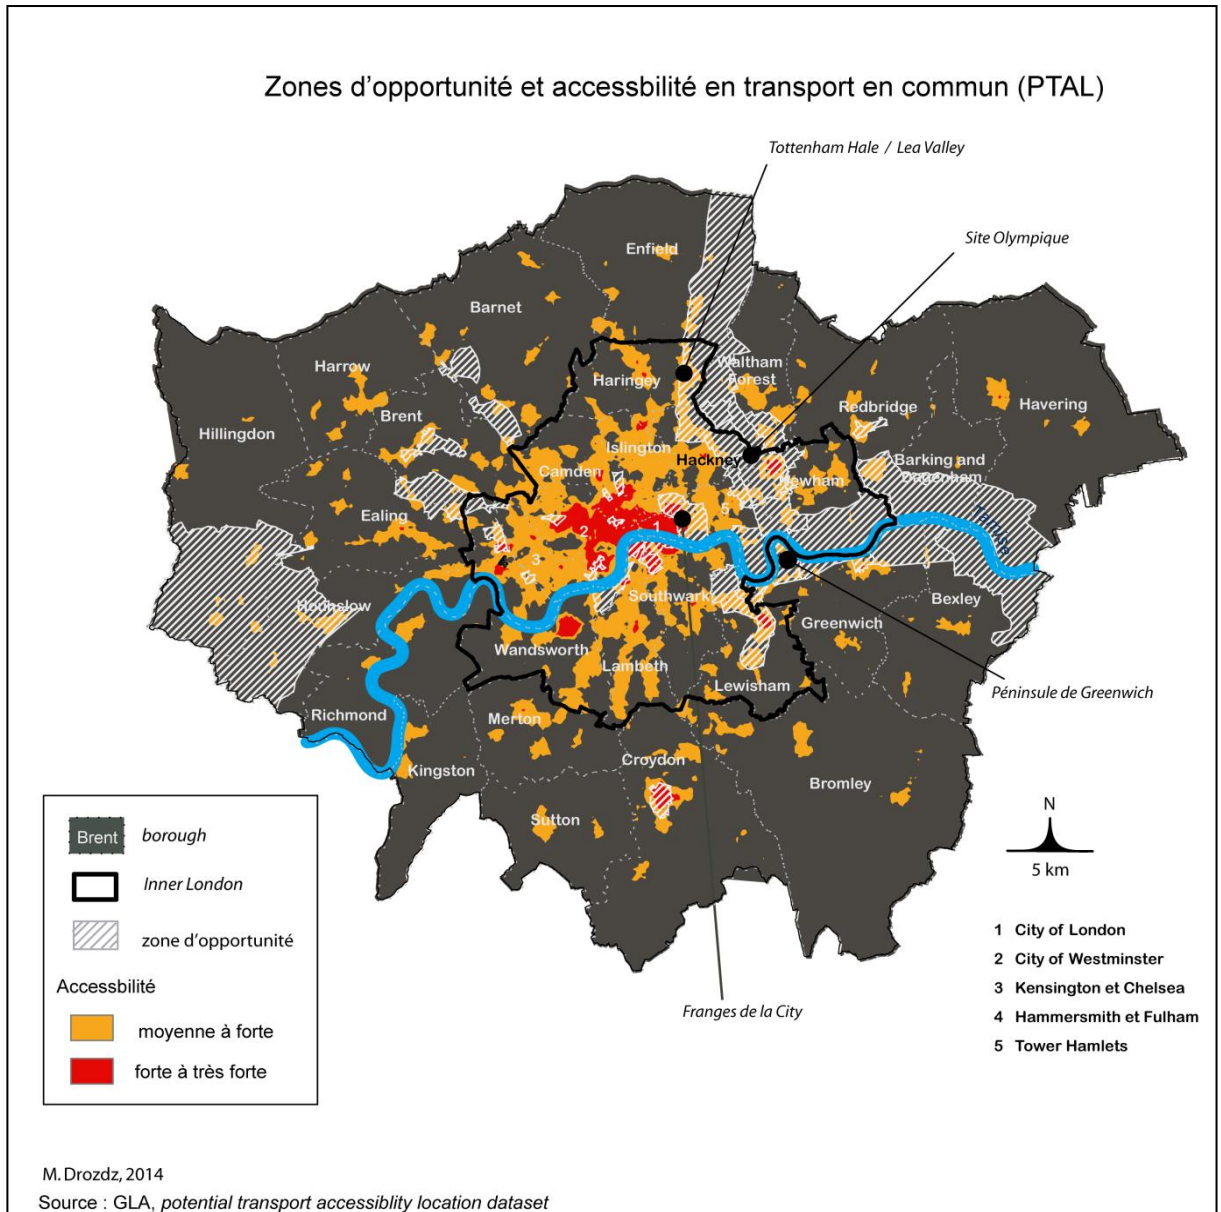 Zones d'opportunité et accessbilité en transport en commun (PTAL)
Tottenham Hale / Lea Valley
Site Olympique
Enfield
Barnet
Harrow
Haringey
Waltham
Forest
Redbridge
Havering
Brent
Hillingdon
Islington
Camden
Hackney
Newham
Barking and
Dagenham
Ealing
5
2
1
Tamise
4
3
Hounslow
Southwark
Bexley
Greenwich
Wandsworth
Lambeth
Lewisham
Péninsule de Greenwich
Richmond
Merton
Kingston
Croydon
Bromley
Sutton
N
5 km
Brent
borough
Inner London
zone d'opportunité
Accessbilité
moyenne à forte
forte à très forte
Franges de la City
1 City of London
2 City of Westminster
3 Kensington et Chelsea
4 Hammersmith et Fulham
5 Tower Hamlets
M. Drozdz, 2014
Source : GLA, potential transport accessiblity location dataset